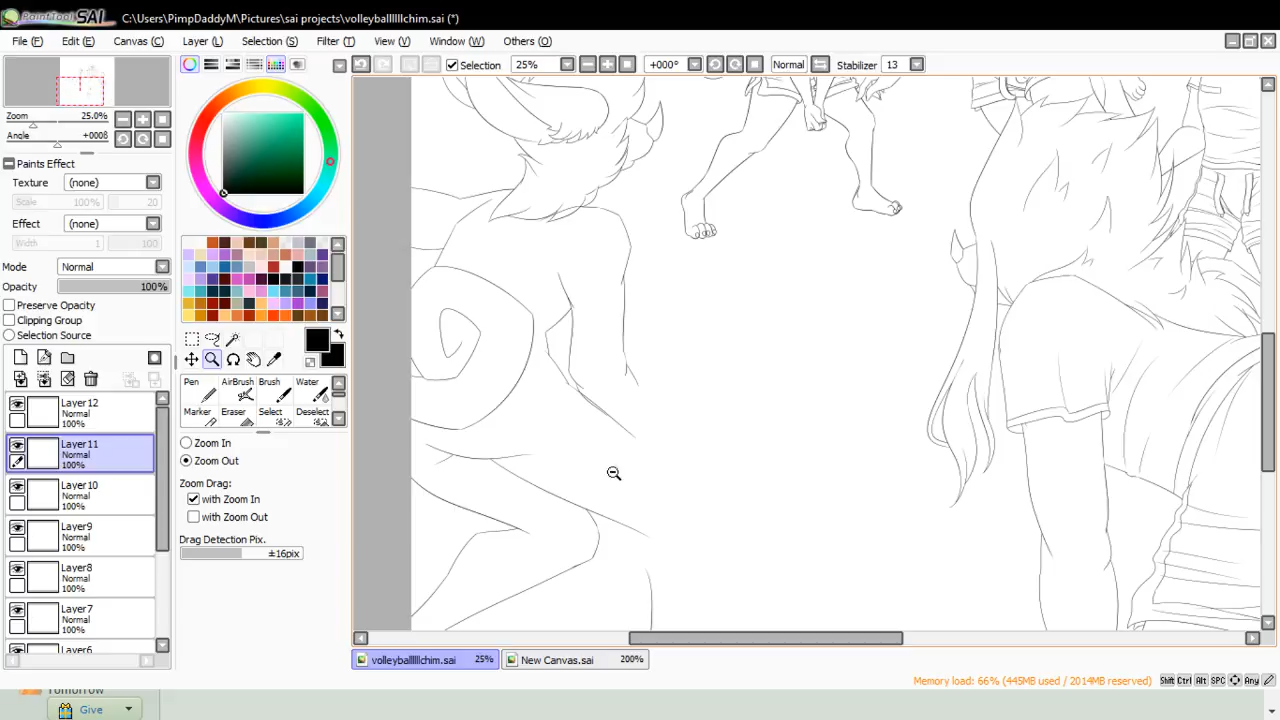 PaintTool SAI C:\Users\PimpDaddyM\Pictures\sai projects\volleyballlllchim.sai (*)
File (F) Edit (E) Canvas (C) Layer (L) Selection (S) Filter (T) View (V) Window (W) Others (O)
Selection 25% +000° Normal Stabilizer 13
Zoom 25.0%
Angle +000ß
Paints Effect
Texture (none)
Scale 100% 20
Effect (none)
Width 1 100
Mode Normal
Opacity 100%
Preserve Opacity
Clipping Group
Selection Source
Layer12
Normal
100%
Layer11
Normal
100%
Layer10
Normal
100%
Layer9
Normal
100%
Layer8
Normal
100%
Layer7
Normal
100%
Layer6
Pen AirBrush Brush Water
Marker Eraser Select Deselect
Zoom In
Zoom Out
Zoom Drag:
with Zoom In
with Zoom Out
Drag Detection Pix.
±16pix
volleyballlllchim.sai 25% New Canvas.sai 200%
Memory load: 66% (445MB used / 2014MB reserved) Shift Ctrl Alt SPC Any
Tomorrow
Give